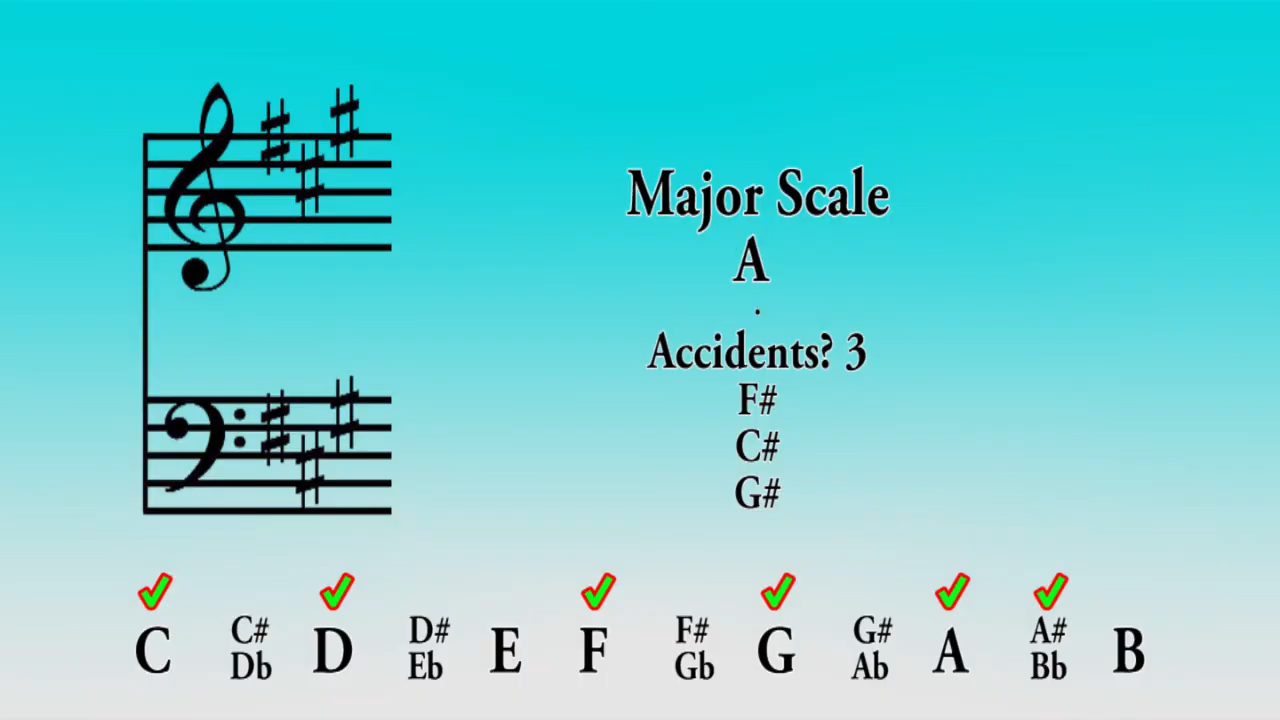 Major Scale
A
.
Accidents? 3
F#
C#
G#
C C# Db D D# Eb E F F# Gb G G# Ab A A# Bb B